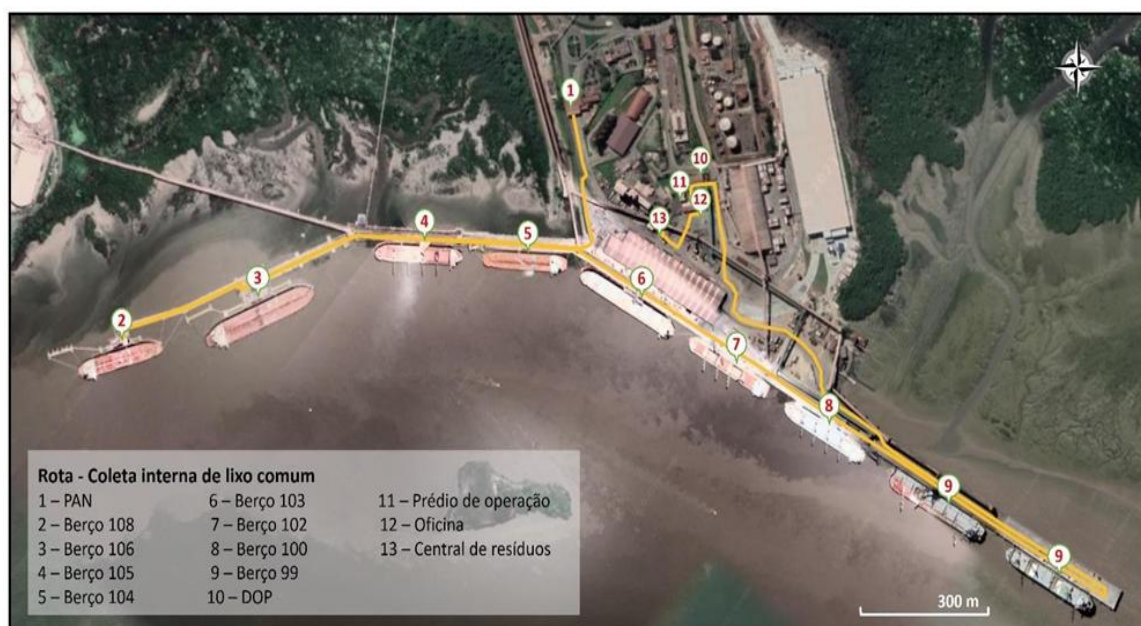 1
10
11
12
13
4
5
3
6
2
7
8
9
9
Rota - Coleta interna de lixo comum
1 – PAN
2 – Berço 108
3 – Berço 106
4 – Berço 105
5 – Berço 104
6 – Berço 103
7 – Berço 102
8 – Berço 100
9 – Berço 99
10 – DOP
11 – Prédio de operação
12 – Oficina
13 – Central de resíduos
300 m